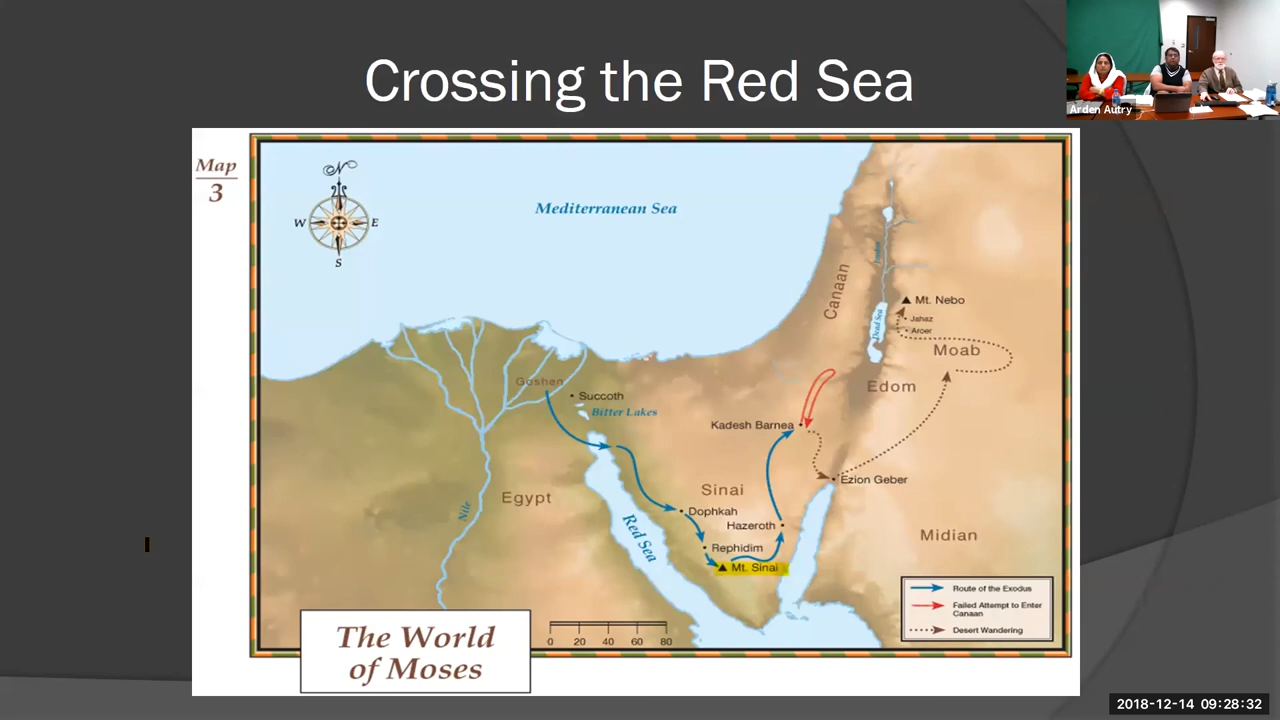 Crossing the Red Sea
Arden Autry
Map
3
N
W
E
S
Mediterranean Sea
Jordan
Canaan
Mt. Nebo
Jahaz
Aroer
Dead Sea
Moab
Goshen
Succoth
Edom
Bitter Lakes
Kadesh Barnea
Ezion Geber
Sinai
Egypt
Nile
Dophkah
Hazeroth
Red Sea
Midian
Rephidim
Mt. Sinai
Route of the Exodus
Failed Attempt to Enter
Canaan
Desert Wandering
0 20 40 60 80
The World
of Moses
2018-12-14 09:28:32